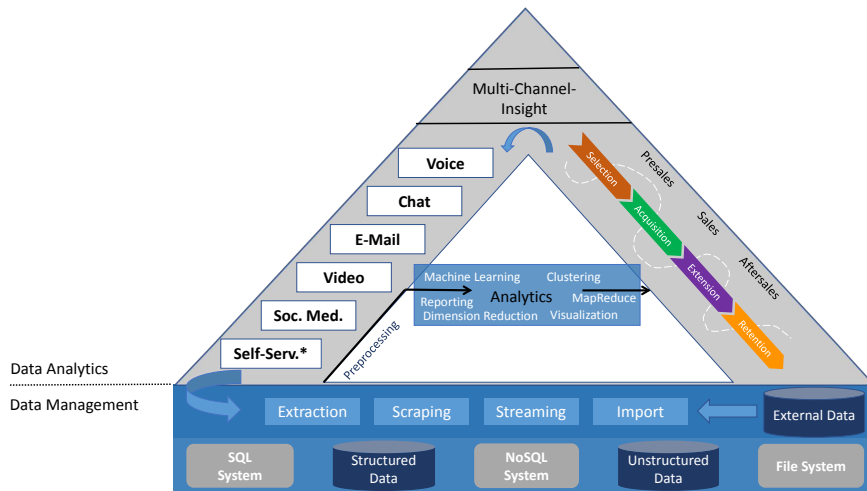 Multi-Channel-
Insight
Voice
Chat
E-Mail
Video
Soc. Med.
Self-Serv.*
Preprocessing
Machine Learning
Clustering
Reporting
Analytics
MapReduce
Dimension Reduction
Visualization
Selection
Acquisition
Extension
Retention
Presales
Sales
Aftersales
Data Analytics
Data Management
Extraction
Scraping
Streaming
Import
External Data
SQL
System
Structured
Data
NoSQL
System
Unstructured
Data
File System